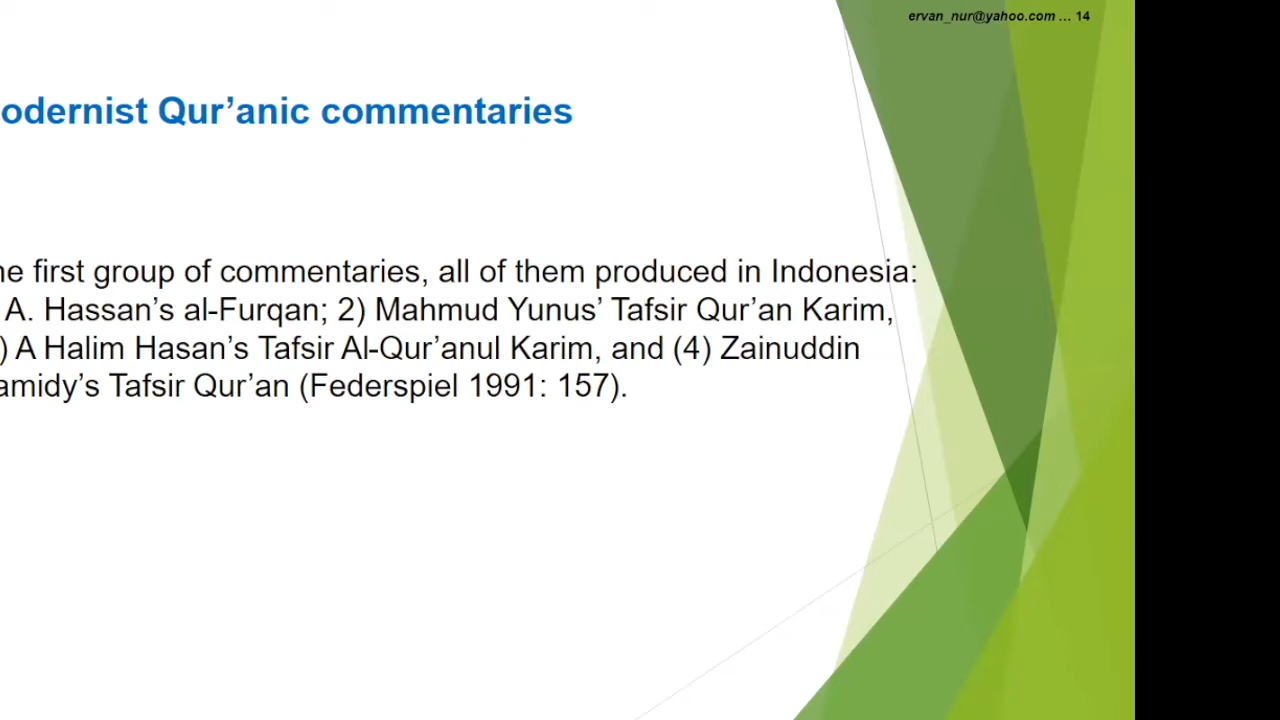 ervan_nur@yahoo.com ... 14
odernist Qur’anic commentaries
he first group of commentaries, all of them produced in Indonesia:
A. Hassan’s al-Furqan; 2) Mahmud Yunus’ Tafsir Qur’an Karim,
) A Halim Hasan’s Tafsir Al-Qur’anul Karim, and (4) Zainuddin
amidy’s Tafsir Qur’an (Federspiel 1991: 157).